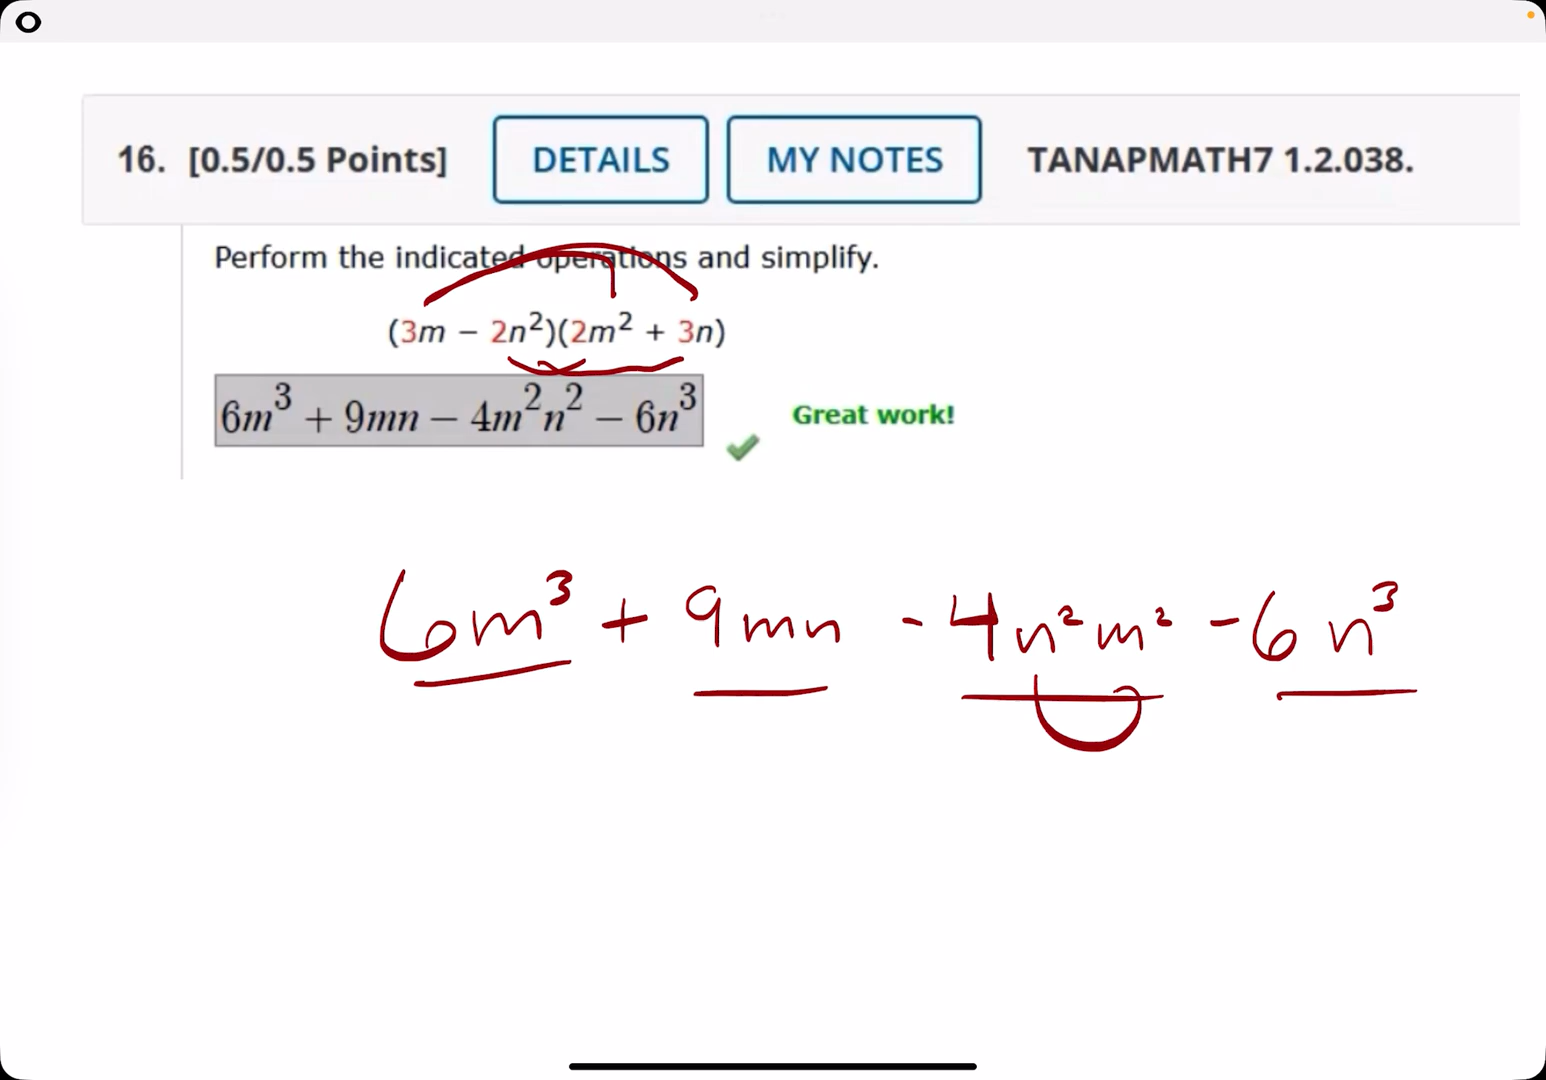 16. [0.5/0.5 Points] DETAILS MY NOTES TANAPMATH7 1.2.038.
Perform the indicated operations and simplify.
(3m − 2n²)(2m² + 3n)
6m³ + 9mn − 4m²n² − 6n³
Great work!
6m³ + 9mn - 4n²m² - 6n³